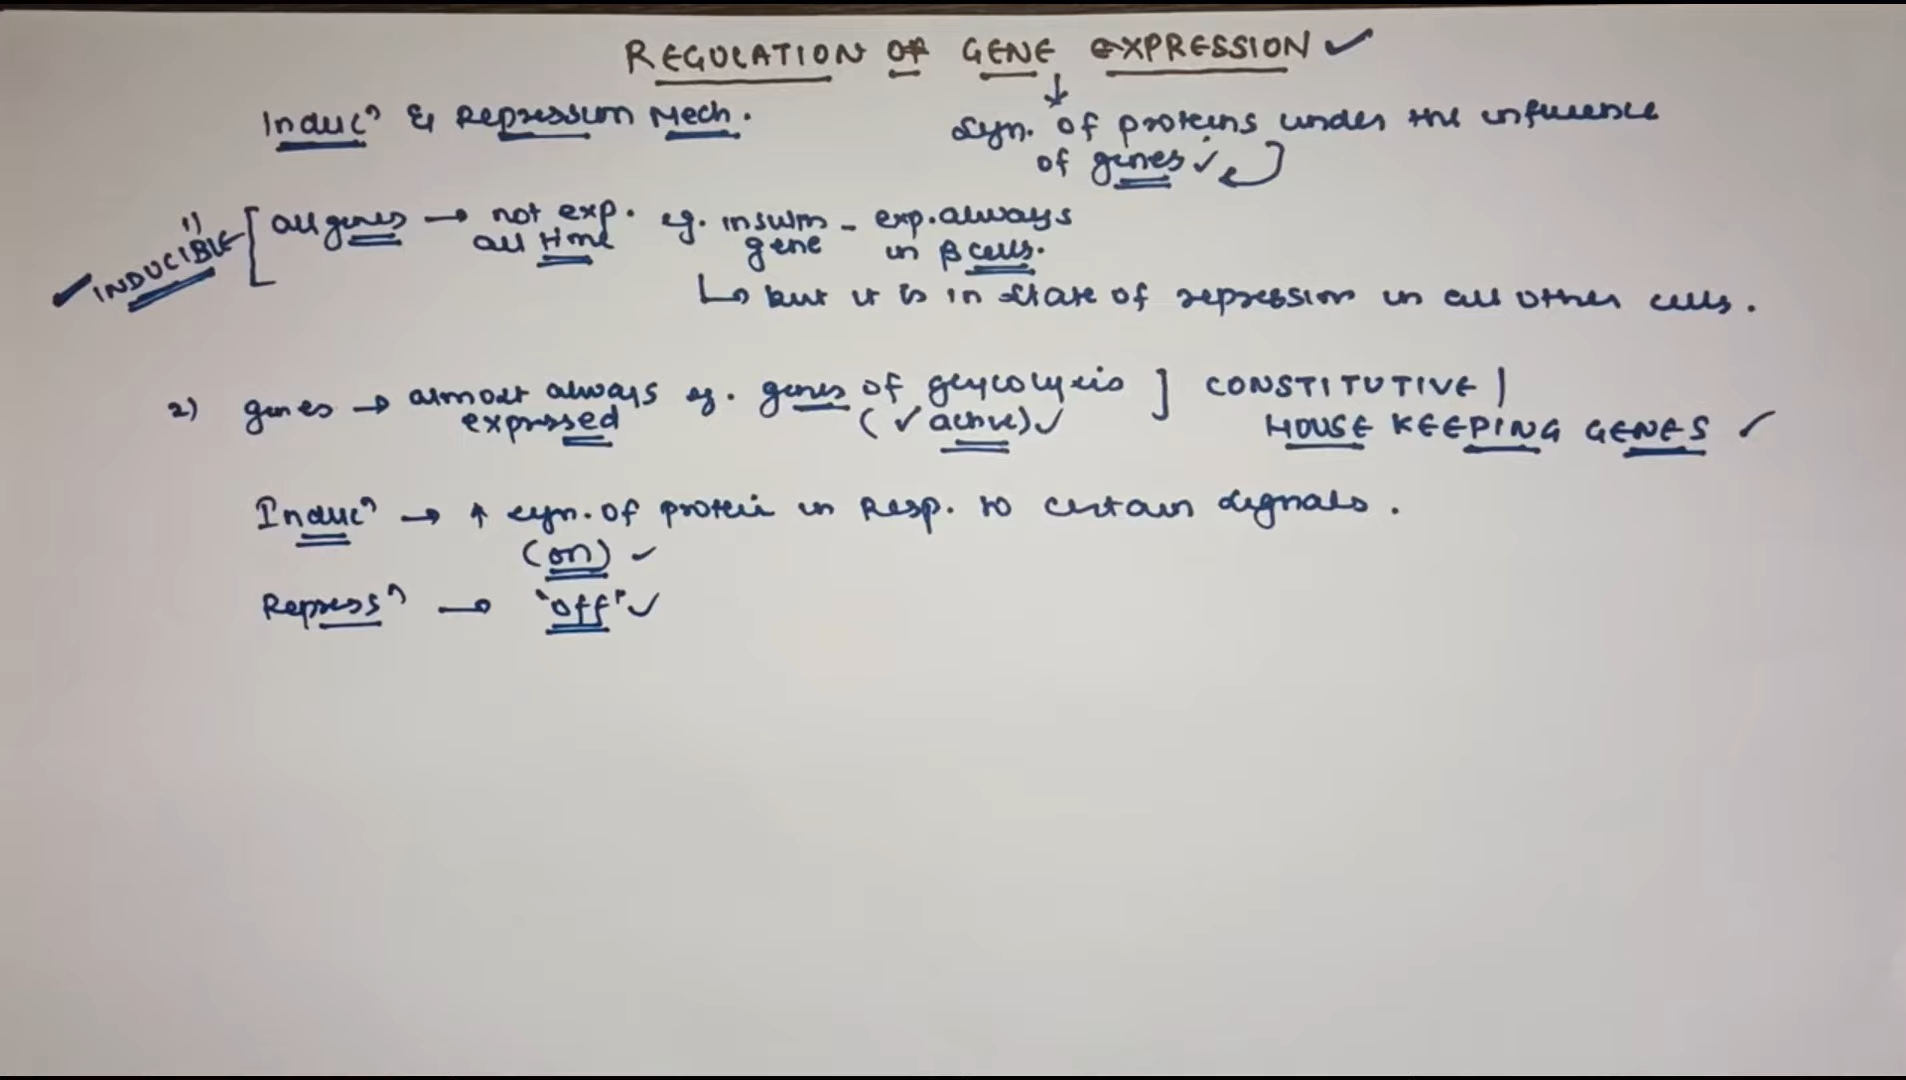 REGULATION OF GENE EXPRESSION ✓
Inducⁿ & Repression Mech.
↓
syn. of proteins under the influence
of genes ✓
1) [ all genes → not exp. all time eg. insulin gene - exp. always in β cells.
INDUCIBLE
↳ but it is in state of repression in all other cells.
2) genes → almost always expressed eg. genes of glycolysis ] CONSTITUTIVE |
(✓ active) ✓ HOUSE KEEPING GENES ✓
Inducⁿ → ↑ syn. of protein in resp. to certain signals.
(on) ✓
Repressⁿ → "off" ✓